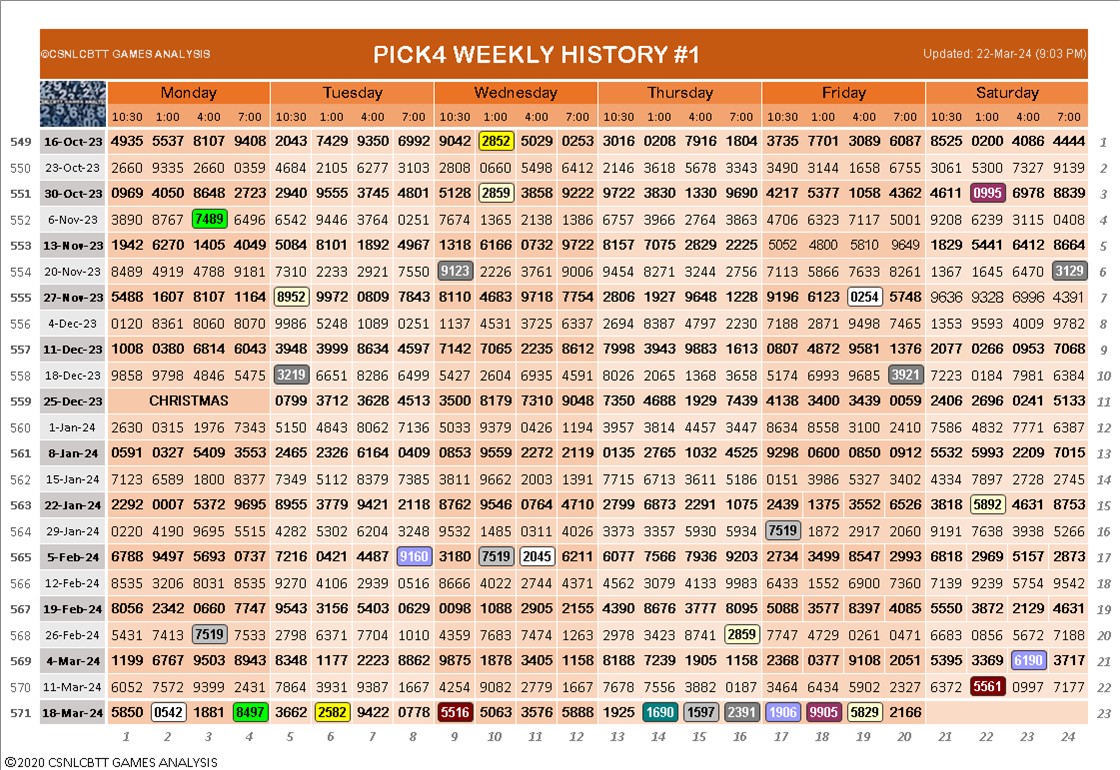 ©CSNLCBTT GAMES ANALYSIS PICK4 WEEKLY HISTORY #1 Updated: 22-Mar-24 (9:03 PM)
Monday Tuesday Wednesday Thursday Friday Saturday
10:30 1:00 4:00 7:00 10:30 1:00 4:00 7:00 10:30 1:00 4:00 7:00 10:30 1:00 4:00 7:00 10:30 1:00 4:00 7:00 10:30 1:00 4:00 7:00
549 16-Oct-23 4935 5537 8107 9408 2043 7429 9350 6992 9042 2852 5029 0253 3016 0208 7916 1804 3735 7701 3089 6087 8525 0200 4086 4444 1
550 23-Oct-23 2660 9335 2660 0359 4684 2105 6277 3103 2808 0660 5498 6412 2146 3618 5678 3343 3490 3144 1658 6755 3061 5300 7327 9139 2
551 30-Oct-23 0969 4050 8648 2723 2940 9555 3745 4801 5128 2859 3858 9222 9722 3830 1330 9690 4217 5377 1058 4362 4611 0995 6978 8839 3
552 6-Nov-23 3890 8767 7489 6496 6542 9446 3764 0251 7674 1365 2138 1386 6757 3966 2764 3863 4706 6323 7117 5001 9208 6239 3115 0408 4
553 13-Nov-23 1942 6270 1405 4049 5084 8101 1892 4967 1318 6166 0732 9722 8157 7075 2829 2225 5052 4800 5810 9649 1829 5441 6412 8664 5
554 20-Nov-23 8489 4919 4788 9181 7310 2233 2921 7550 9123 2226 3761 9006 9454 8271 3244 2756 7113 5866 7633 8261 1367 1645 6470 3129 6
555 27-Nov-23 5488 1607 8107 1164 8952 9972 0809 7843 8110 4683 9718 7754 2806 1927 9648 1228 9196 6123 0254 5748 9636 9328 6996 4391 7
556 4-Dec-23 0120 8361 8060 8070 9986 5248 1089 0251 1137 4531 3725 6337 2694 8387 4797 2230 7188 2871 9498 7465 1353 9593 4009 9782 8
557 11-Dec-23 1008 0380 6814 6043 3948 3999 8634 4597 7142 7065 2235 8612 7998 3943 9883 1613 0807 4872 9581 1376 2077 0266 0953 7068 9
558 18-Dec-23 9858 9798 4846 5475 3219 6651 8286 6499 5427 2604 6935 4591 8026 2065 1368 3658 5174 6993 9685 3921 7223 0184 7981 6384 10
559 25-Dec-23 CHRISTMAS 0799 3712 3628 4513 3500 8179 7310 9048 7350 4688 1929 7439 4138 3400 3439 0059 2406 2696 0241 5133 11
560 1-Jan-24 2630 0315 1976 7343 5150 4843 8062 7136 5033 9379 0426 1194 3957 3814 4457 3447 8634 8558 3100 2410 7586 4832 7771 6387 12
561 8-Jan-24 0591 0327 5409 3553 2465 2326 6164 0409 0853 9559 2272 2119 0135 2765 1032 4525 9298 0600 0850 0912 5532 5993 2209 7015 13
562 15-Jan-24 7123 6589 1800 8377 7349 5112 8379 7385 3811 9662 2003 1391 7715 6713 3611 5186 0151 3986 5327 3402 4334 7897 2728 2745 14
563 22-Jan-24 2292 0007 5372 9695 8955 3779 9421 2118 8762 9546 0764 4710 2799 6873 2291 1075 2439 1375 3552 6526 3818 5892 4631 8753 15
564 29-Jan-24 0220 4190 9695 5515 4282 5302 6204 3248 9532 1485 0311 4026 3373 3357 5930 5934 7519 1872 2917 2060 9191 7638 3938 5266 16
565 5-Feb-24 6788 9497 5693 0737 7216 0421 4487 9160 3180 7519 2045 6211 6077 7566 7936 9203 2734 3499 8547 2993 6818 2969 5157 2873 17
566 12-Feb-24 8535 3206 8031 8535 9270 4106 2939 0516 8666 4022 2744 4371 4562 3079 4133 9983 6433 1552 6900 7360 7139 9239 5754 9542 18
567 19-Feb-24 8056 2342 0660 7747 9543 3156 5403 0629 0098 1088 2905 2155 4390 8676 3777 8095 5088 3577 8397 4085 5550 3872 2129 4631 19
568 26-Feb-24 5431 7413 7519 7533 2798 6371 7704 1010 4359 7683 7474 1263 2978 3423 8741 2859 7747 4729 0261 0471 6683 0856 5672 7188 20
569 4-Mar-24 1199 6767 9503 8943 8348 1177 2223 8862 9875 1878 3405 1158 8188 7239 1905 1158 2368 0377 9108 2051 5395 3369 6190 3717 21
570 11-Mar-24 6052 7572 9399 2431 7864 3931 9387 1667 4254 9082 2779 1667 7678 7556 3882 0187 3464 6434 5902 2327 6372 5561 0997 7177 22
571 18-Mar-24 5850 0542 1881 8497 3662 2582 9422 0778 5516 5063 3576 5888 1925 1690 1597 2391 1906 9905 5829 2166 23
1 2 3 4 5 6 7 8 9 10 11 12 13 14 15 16 17 18 19 20 21 22 23 24
©2020 CSNLCBTT GAMES ANALYSIS